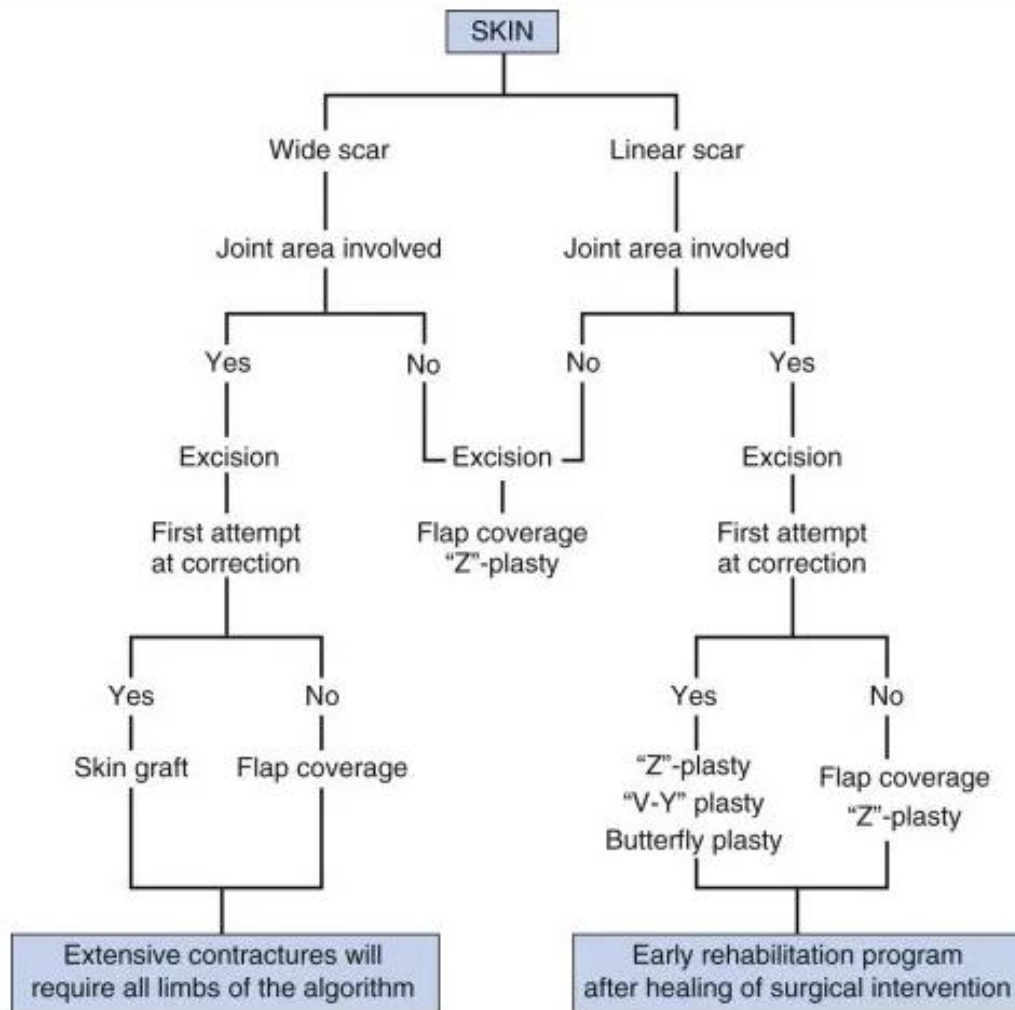 SKIN
Wide scar
Linear scar
Joint area involved
Joint area involved
Yes
No
No
Yes
Excision
Excision
Excision
First attempt
at correction
Flap coverage
“Z”-plasty
First attempt
at correction
Yes
No
Yes
No
Skin graft
Flap coverage
“Z”-plasty
“V-Y” plasty
Butterfly plasty
Flap coverage
“Z”-plasty
Extensive contractures will
require all limbs of the algorithm
Early rehabilitation program
after healing of surgical intervention